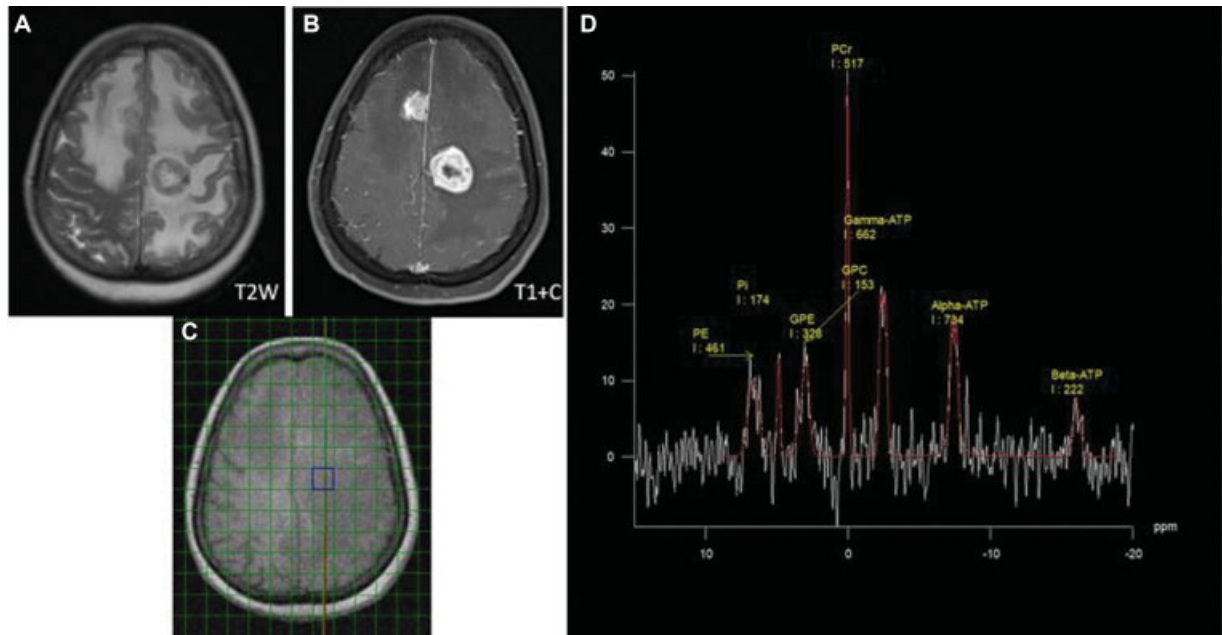 A
T2W
B
T1+C
C
D
PCr
I : 517
Gamma-ATP
I : 662
GPC
I : 153
Pi
I : 174
GPE
I : 328
PE
I : 461
Alpha-ATP
I : 734
Beta-ATP
I : 222
50
40
30
20
10
0
ppm
10
0
-10
-20